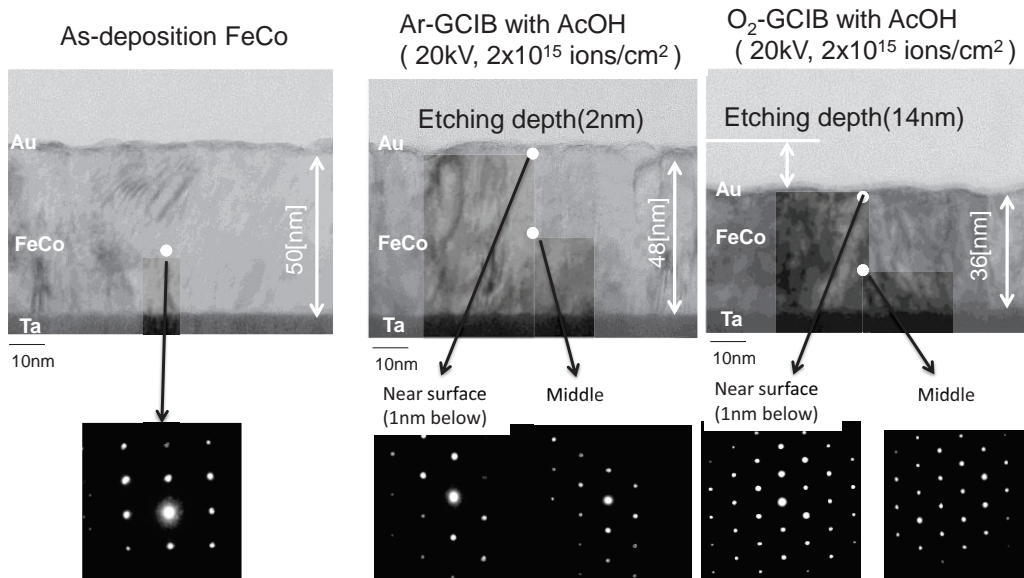 As-deposition FeCo
Au
FeCo
Ta
50[nm]
10nm
Ar-GCIB with AcOH
( 20kV, 2x10¹⁵ ions/cm² )
Etching depth(2nm)
Au
FeCo
Ta
48[nm]
10nm
Near surface
(1nm below)
Middle
O₂-GCIB with AcOH
( 20kV, 2x10¹⁵ ions/cm² )
Etching depth(14nm)
Au
FeCo
Ta
36[nm]
10nm
Near surface
(1nm below)
Middle